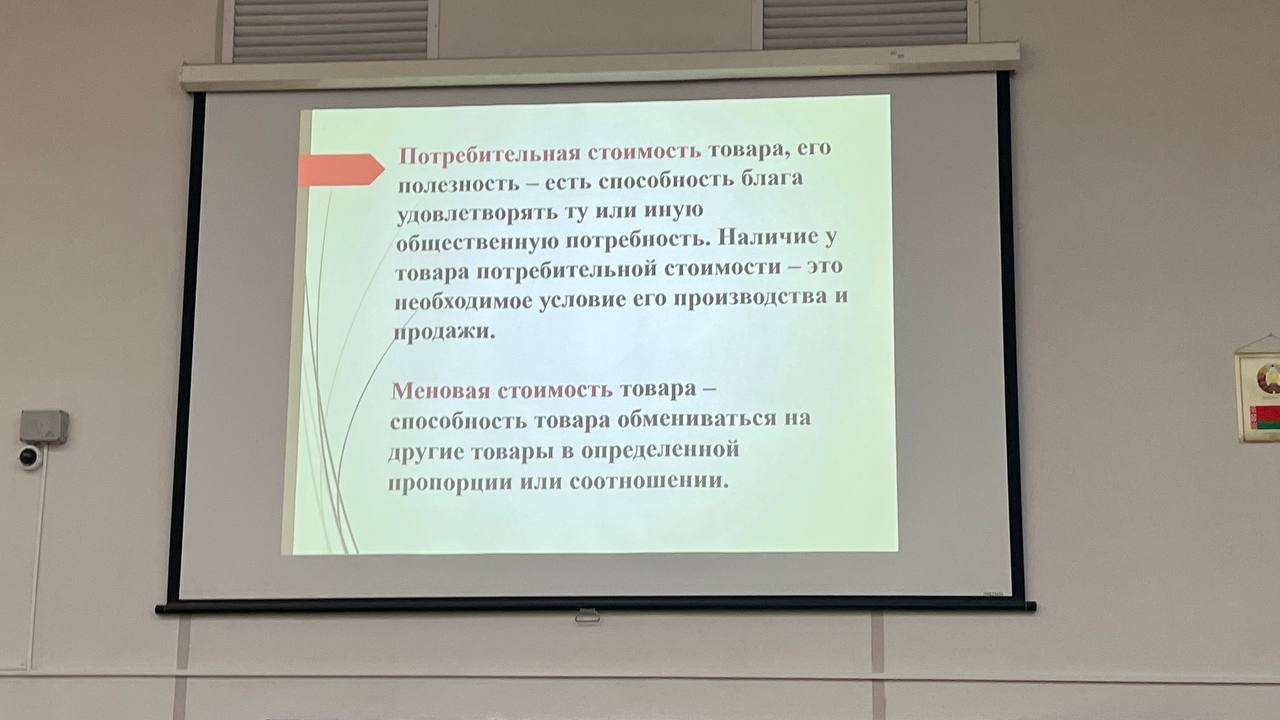 Потребительная стоимость товара, его
полезность – есть способность блага
удовлетворять ту или иную
общественную потребность. Наличие у
товара потребительной стоимости – это
необходимое условие его производства и
продажи.
Меновая стоимость товара –
способность товара обмениваться на
другие товары в определенной
пропорции или соотношении.